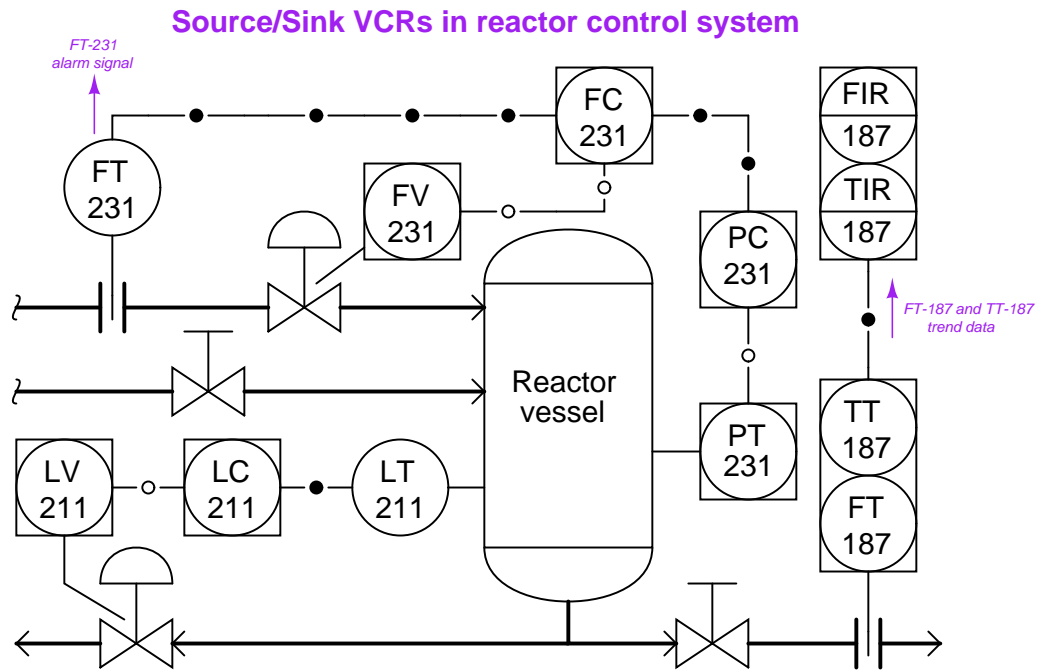 Source/Sink VCRs in reactor control system
FT-231
alarm signal
FT
231
FC
231
FV
231
PC
231
FIR
187
TIR
187
FT-187 and TT-187
trend data
Reactor
vessel
LV
211
LC
211
LT
211
PT
231
TT
187
FT
187